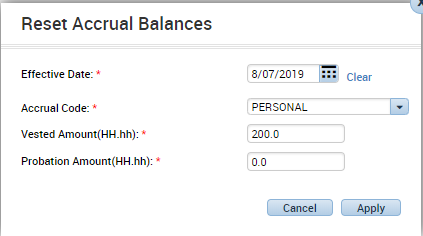 Reset Accrual Balances
Effective Date: * 8/07/2019 Clear
Accrual Code: * PERSONAL
Vested Amount(HH.hh): * 200.0
Probation Amount(HH.hh): * 0.0
Cancel Apply